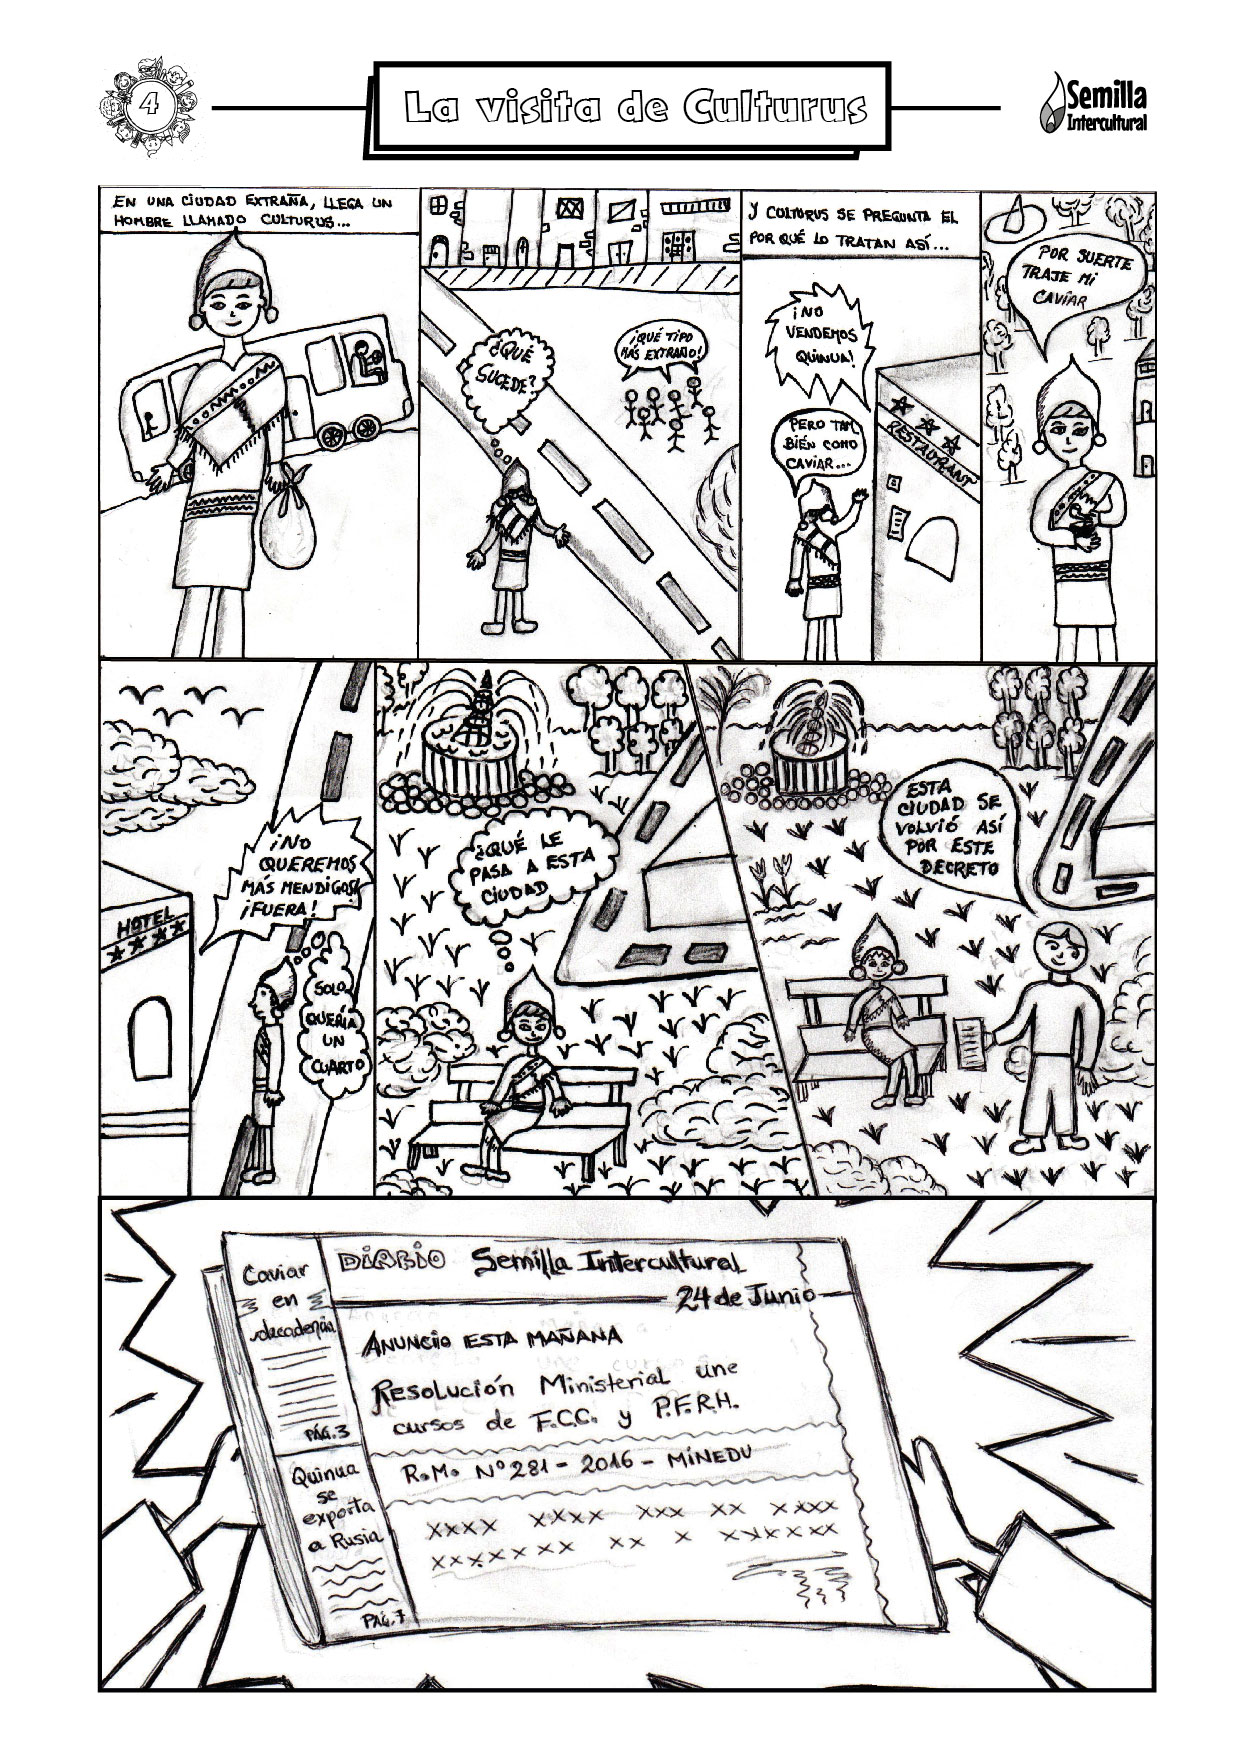 4
La visita de Culturus
Semilla
Intercultural
EN UNA CIUDAD EXTRAÑA, LLEGA UN
HOMBRE LLAMADO CULTURUS...
¿QUÉ
SUCEDE?
¡QUÉ TIPO
MÁS EXTRAÑO!
Y CULTURUS SE PREGUNTA EL
POR QUÉ LO TRATAN ASÍ...
¡NO
VENDEMOS
QUINUA!
PERO TAM
BIÉN COMO
CAVIAR...
RESTAURANT
POR SUERTE
TRAJE MI
CAVIAR
¡NO
QUEREMOS
MÁS MENDIGOS!
¡FUERA!
HOTEL
SOLO
QUERÍA
UN
CUARTO
¿QUÉ LE
PASA A ESTA
CIUDAD
ESTA
CIUDAD SE
VOLVIÓ ASÍ
POR ESTE
DECRETO
Caviar
en
decadencia
PÁG.3
Quinua
se
exporta
a Rusia
PÁG.7
DIARIO Semilla Intercultural
24 de Junio
ANUNCIO ESTA MAÑANA
Resolución Ministerial une
cursos de F.C.C. y P.F.R.H.
R.M. Nº 281 - 2016 - MINEDU
XXXX XXXX XXX XX XXXX
XXXXXXX XX X XXXXXX